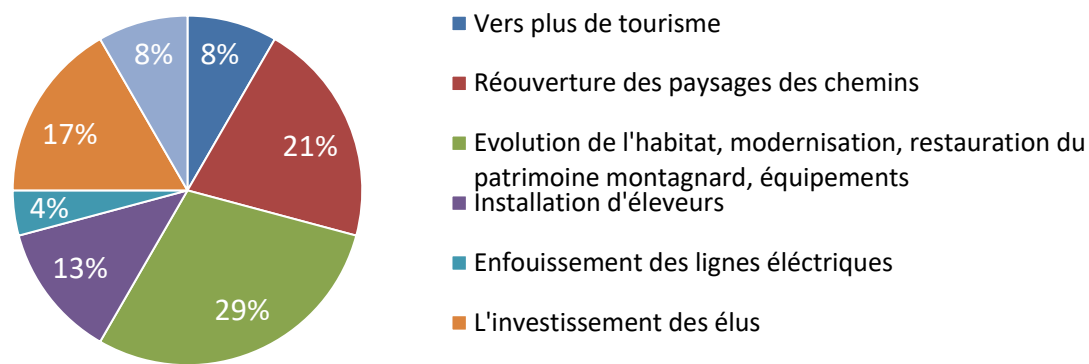 8%
8%
21%
29%
13%
4%
17%
Vers plus de tourisme
Réouverture des paysages des chemins
Evolution de l'habitat, modernisation, restauration du
patrimoine montagnard, équipements
Installation d'éleveurs
Enfouissement des lignes éléctriques
L'investissement des élus